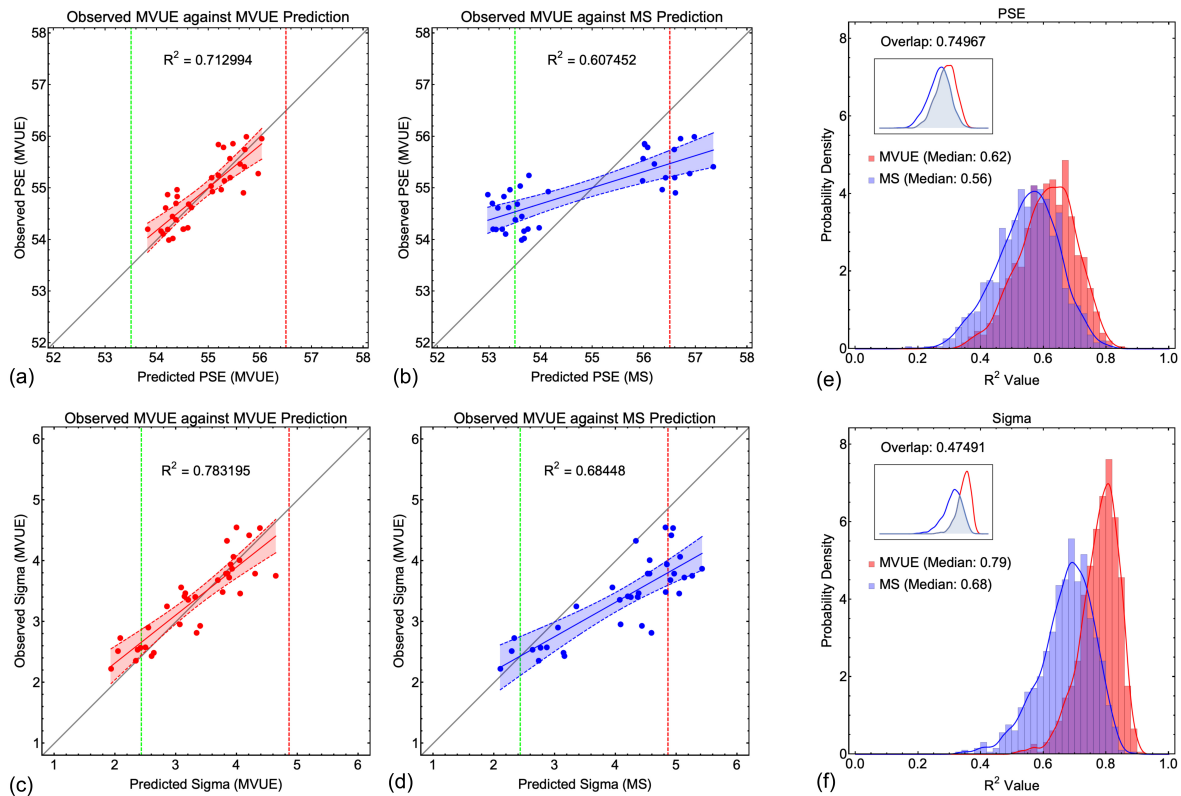 Observed MVUE against MVUE Prediction
R² = 0.712994
Observed PSE (MVUE)
58
57
56
55
54
53
52
52 53 54 55 56 57 58
Predicted PSE (MVUE)
(a)
Observed MVUE against MS Prediction
R² = 0.607452
Observed PSE (MVUE)
58
57
56
55
54
53
52
52 53 54 55 56 57 58
Predicted PSE (MS)
(b)
PSE
Overlap: 0.74967
MVUE (Median: 0.62)
MS (Median: 0.56)
Probability Density
8
6
4
2
0
0.0 0.2 0.4 0.6 0.8 1.0
R² Value
(e)
Observed MVUE against MVUE Prediction
R² = 0.783195
Observed Sigma (MVUE)
6
5
4
3
2
1
1 2 3 4 5 6
Predicted Sigma (MVUE)
(c)
Observed MVUE against MS Prediction
R² = 0.68448
Observed Sigma (MVUE)
6
5
4
3
2
1
1 2 3 4 5 6
Predicted Sigma (MS)
(d)
Sigma
Overlap: 0.47491
MVUE (Median: 0.79)
MS (Median: 0.68)
Probability Density
8
6
4
2
0
0.0 0.2 0.4 0.6 0.8 1.0
R² Value
(f)